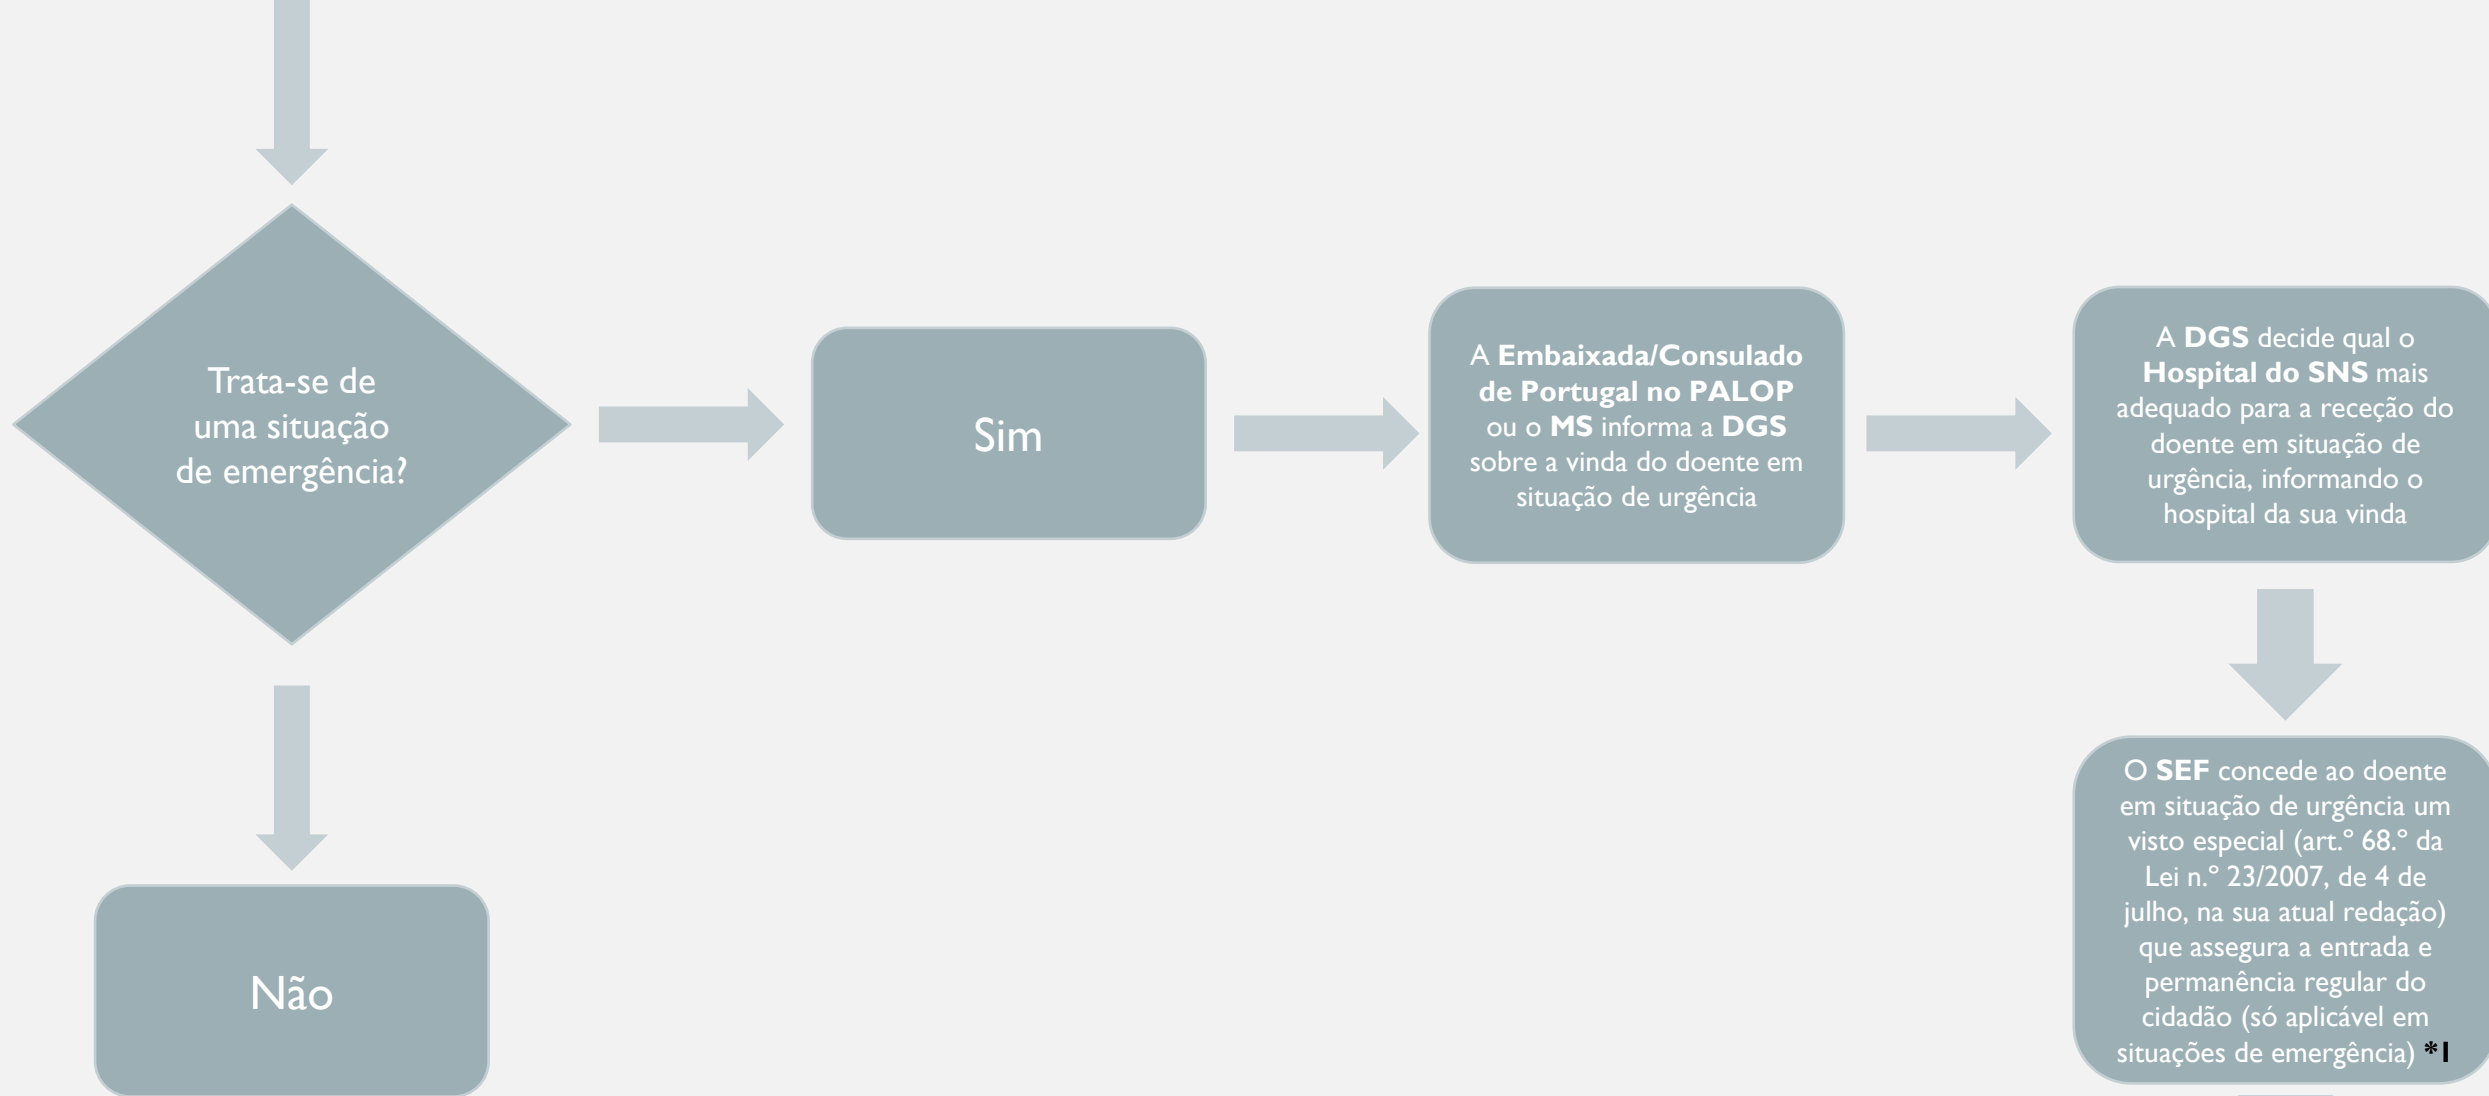 Trata-se de
uma situação
de emergência?
Sim
A Embaixada/Consulado
de Portugal no PALOP
ou o MS informa a DGS
sobre a vinda do doente em
situação de urgência
A DGS decide qual o
Hospital do SNS mais
adequado para a receção do
doente em situação de
urgência, informando o
hospital da sua vinda
O SEF concede ao doente
em situação de urgência um
visto especial (art.º 68.º da
Lei n.º 23/2007, de 4 de
julho, na sua atual redação)
que assegura a entrada e
permanência regular do
cidadão (só aplicável em
situações de emergência) *1
Não